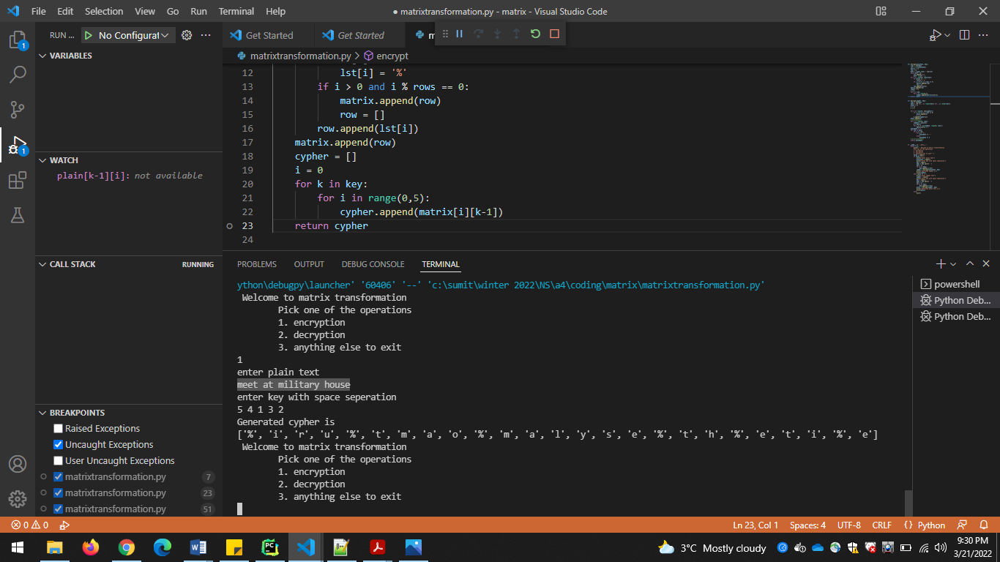 File Edit Selection View Go Run Terminal Help
● matrixtransformation.py - matrix - Visual Studio Code
RUN ... No Configurat
Get Started
Get Started
m
matrixtransformation.py > encrypt
VARIABLES
WATCH
plain[k-1][i]: not available
CALL STACK RUNNING
BREAKPOINTS
Raised Exceptions
Uncaught Exceptions
User Uncaught Exceptions
matrixtransformation.py 7
matrixtransformation.py 23
matrixtransformation.py 51
1
1
12 lst[i] = '%'
13 if i > 0 and i % rows == 0:
14 matrix.append(row)
15 row = []
16 row.append(lst[i])
17 matrix.append(row)
18 cypher = []
19 i = 0
20 for k in key:
21 for i in range(0,5):
22 cypher.append(matrix[i][k-1])
23 return cypher
24
PROBLEMS OUTPUT DEBUG CONSOLE TERMINAL
ython\debugpy\launcher' '60406' '--' 'c:\sumit\winter 2022\NS\a4\coding\matrix\matrixtransformation.py'
Welcome to matrix transformation
Pick one of the operations
1. encryption
2. decryption
3. anything else to exit
1
enter plain text
meet at military house
enter key with space seperation
5 4 1 3 2
Generated cypher is
['%', 'i', 'r', 'u', '%', 't', 'm', 'a', 'o', '%', 'm', 'a', 'l', 'y', 's', 'e', '%', 't', 'h', '%', 'e', 't', 'i', '%', 'e']
Welcome to matrix transformation
Pick one of the operations
1. encryption
2. decryption
3. anything else to exit
powershell
Python Deb...
Python Deb...
0 0
Ln 23, Col 1 Spaces: 4 UTF-8 CRLF {} Python
3°C Mostly cloudy
9:30 PM
3/21/2022